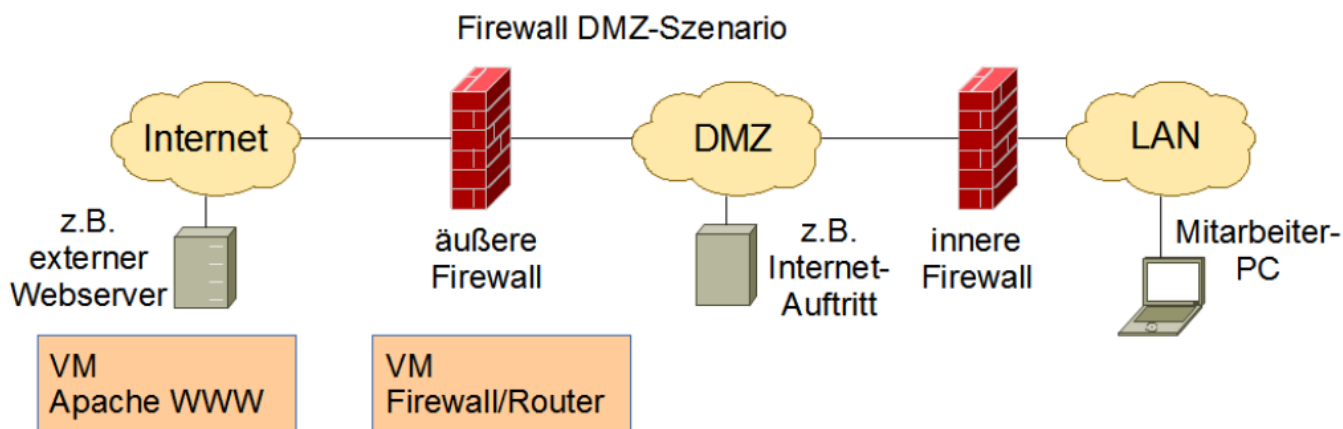 Firewall DMZ-Szenario
Internet
DMZ
LAN
z.B.
externer
Webserver
äußere
Firewall
z.B.
Internet-
Auftritt
innere
Firewall
Mitarbeiter-
PC
VM
Apache WWW
VM
Firewall/Router